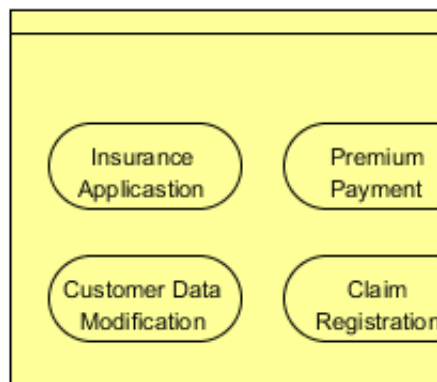 Insurance
Applicastion
Premium
Payment
Customer Data
Modification
Claim
Registration